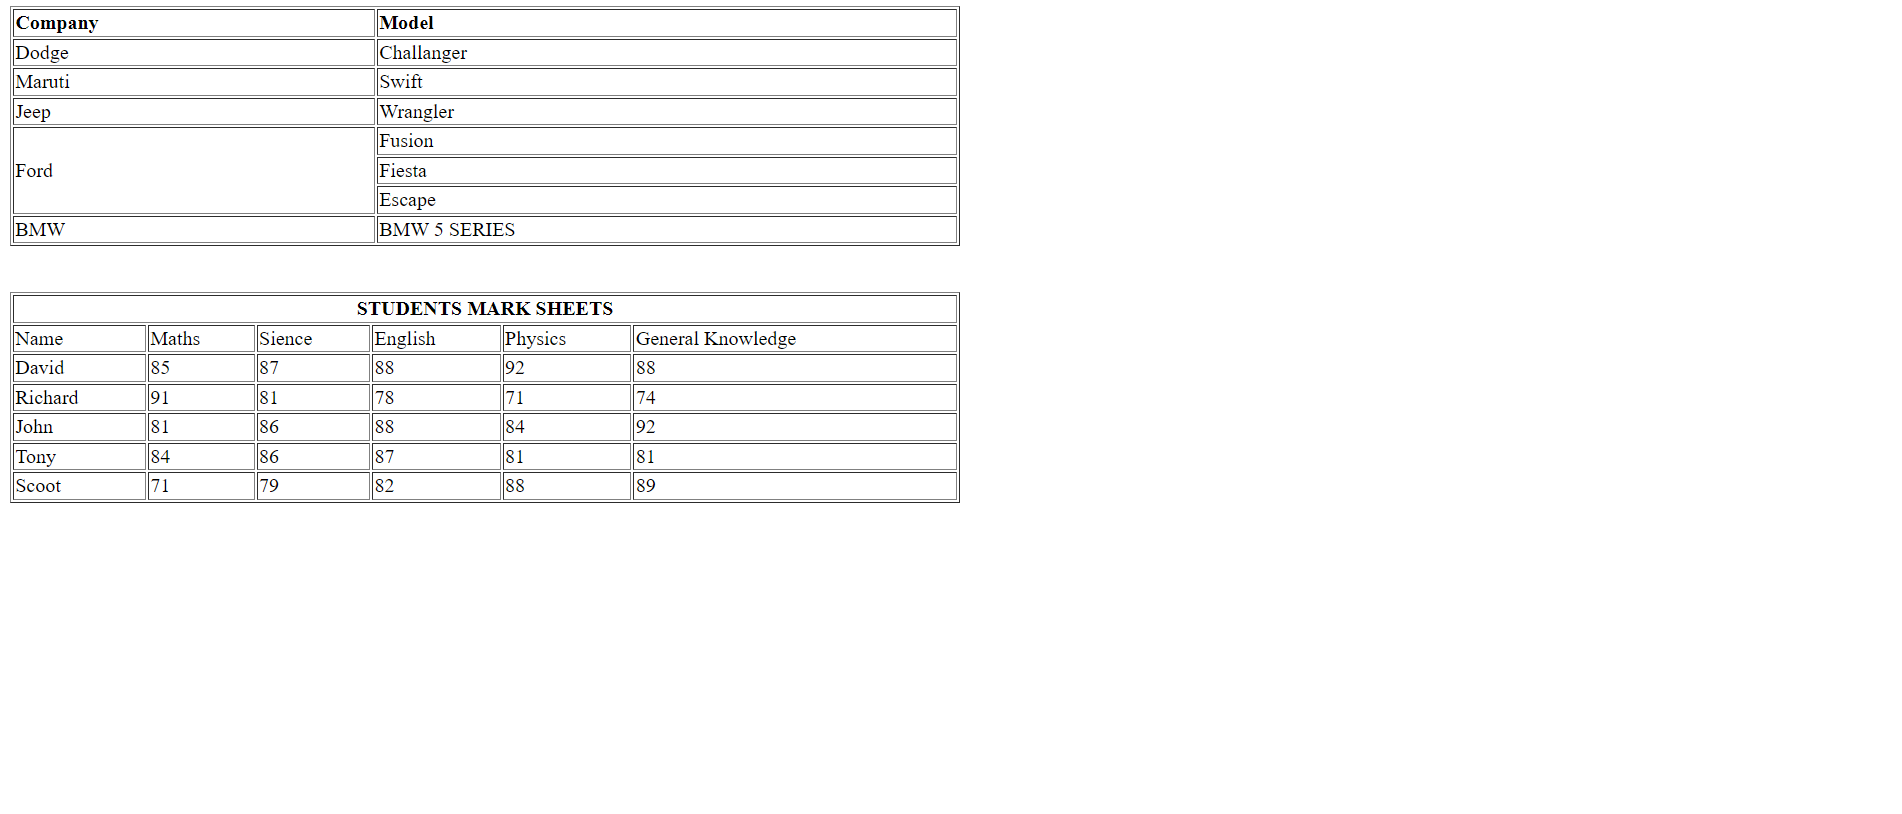 Company Model
Dodge Challanger
Maruti Swift
Jeep Wrangler
Fusion
Ford Fiesta
Escape
BMW BMW 5 SERIES
STUDENTS MARK SHEETS
Name Maths Sience English Physics General Knowledge
David 85 87 88 92 88
Richard 91 81 78 71 74
John 81 86 88 84 92
Tony 84 86 87 81 81
Scoot 71 79 82 88 89